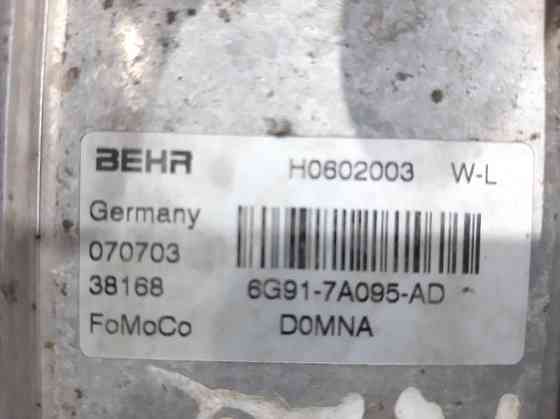 BEHR H0602003 W-L
Germany
070703
38168 6G91-7A095-AD
FoMoCo D0MNA